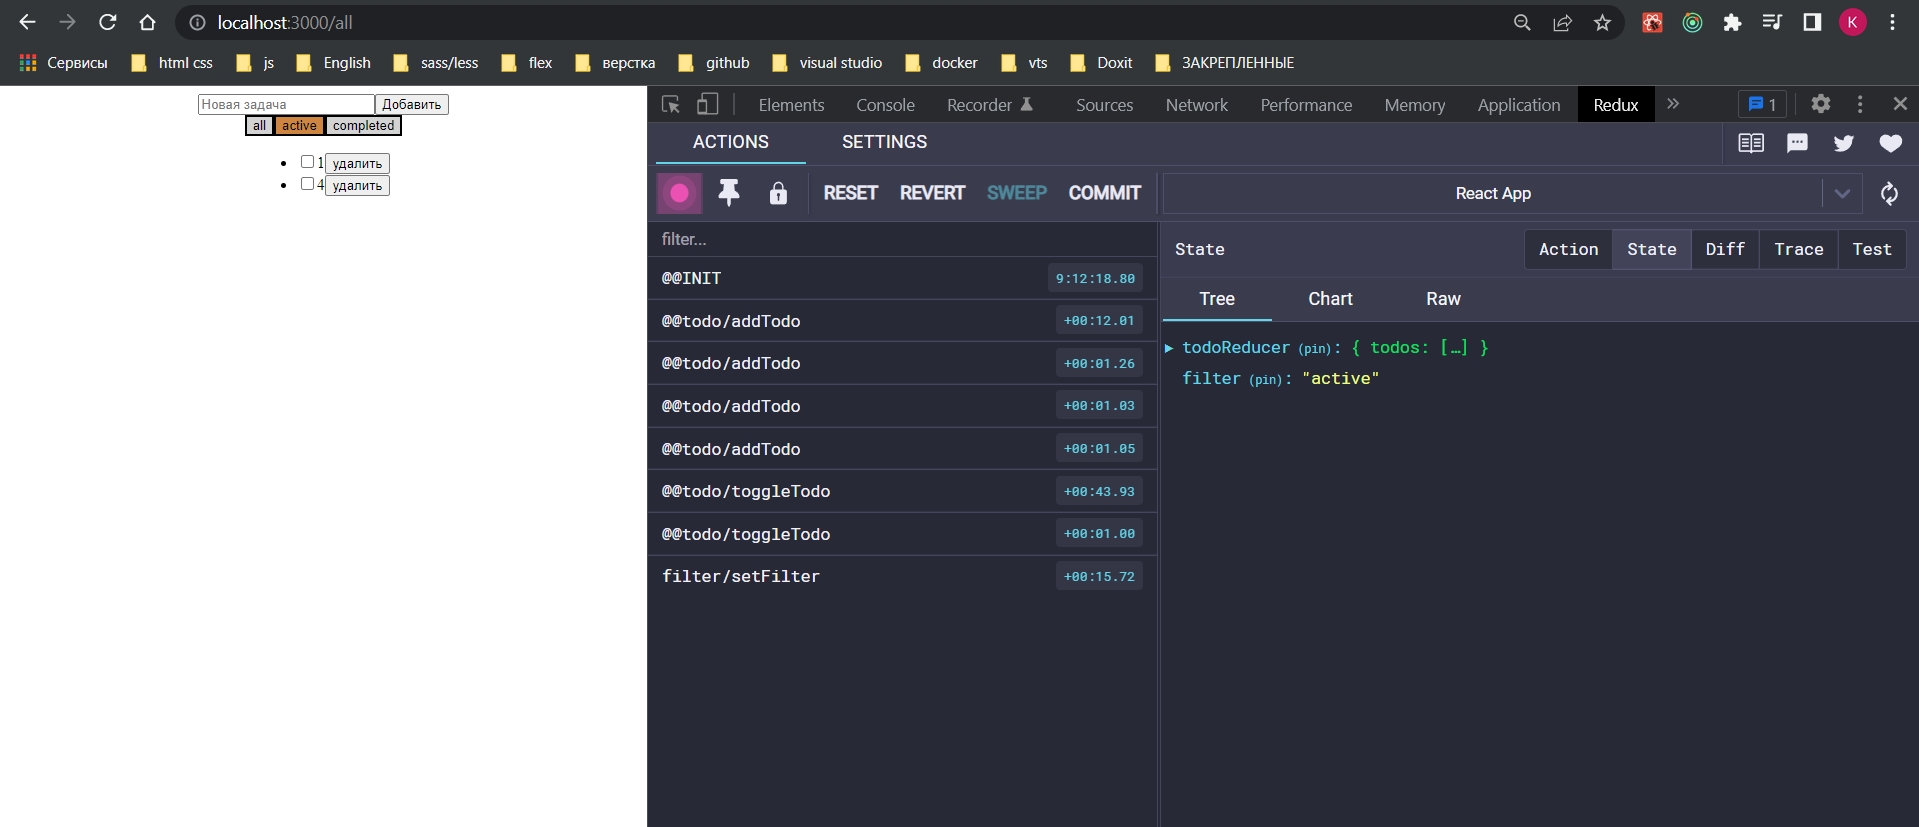 localhost:3000/all
K
Сервисы html css js English sass/less flex верстка github visual studio docker vts Doxit ЗАКРЕПЛЕННЫЕ
Новая задача Добавить
all active completed
1 удалить
4 удалить
Elements Console Recorder Sources Network Performance Memory Application Redux 1
ACTIONS SETTINGS
RESET REVERT SWEEP COMMIT React App
filter...
@@INIT 9:12:18.80
@@todo/addTodo +00:12.01
@@todo/addTodo +00:01.26
@@todo/addTodo +00:01.03
@@todo/addTodo +00:01.05
@@todo/toggleTodo +00:43.93
@@todo/toggleTodo +00:01.00
filter/setFilter +00:15.72
State Action State Diff Trace Test
Tree Chart Raw
todoReducer (pin): { todos: […] }
filter (pin): "active"